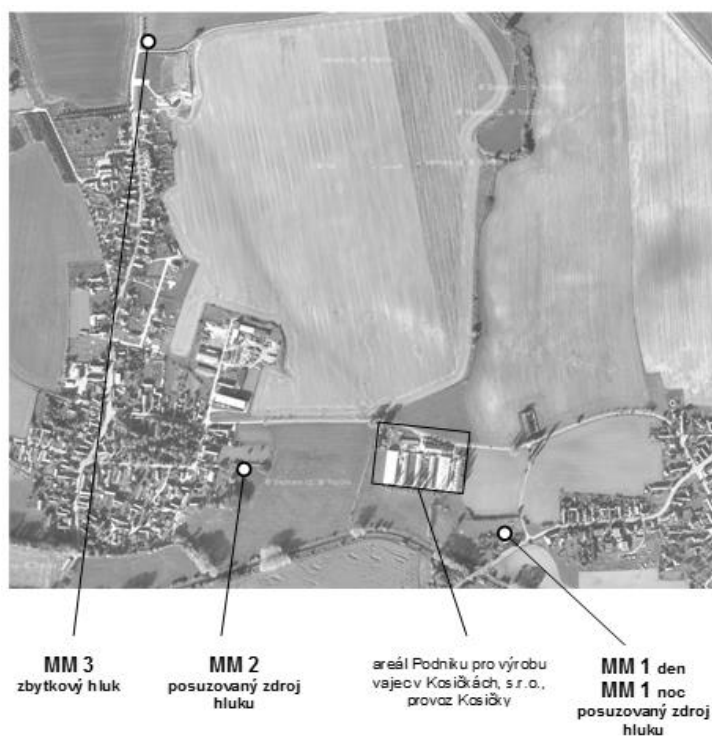 MM 3
zbytkový hluk
MM 2
posuzovaný zdroj
hluku
areál Podniku pro výrobu
vajec v Kosičkách, s.r.o.,
provoz Kosičky
MM 1 den
MM 1 noc
posuzovaný zdroj
hluku